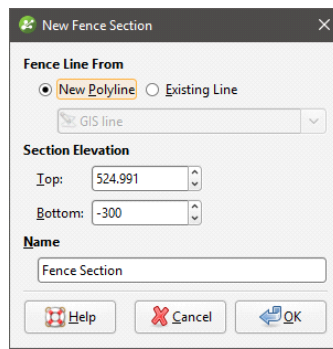 New Fence Section
Fence Line From
New Polyline Existing Line
GIS line
Section Elevation
Top: 524.991
Bottom: -300
Name
Fence Section
Help Cancel OK